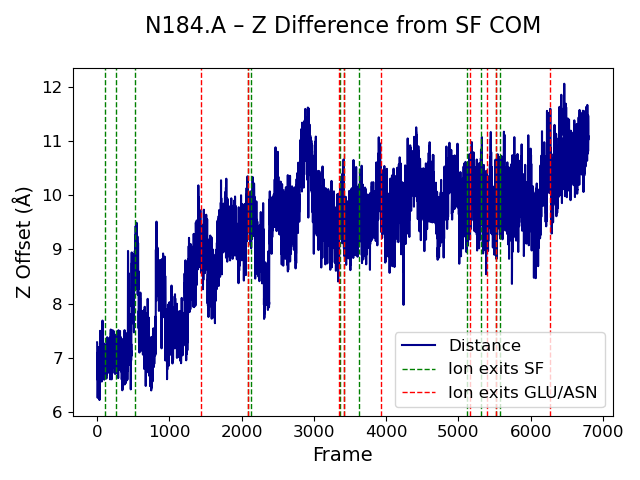 N184.A – Z Difference from SF COM
Z Offset (Å)
12
11
10
9
8
7
6
0
1000
2000
3000
4000
5000
6000
7000
Frame
Distance
Ion exits SF
Ion exits GLU/ASN